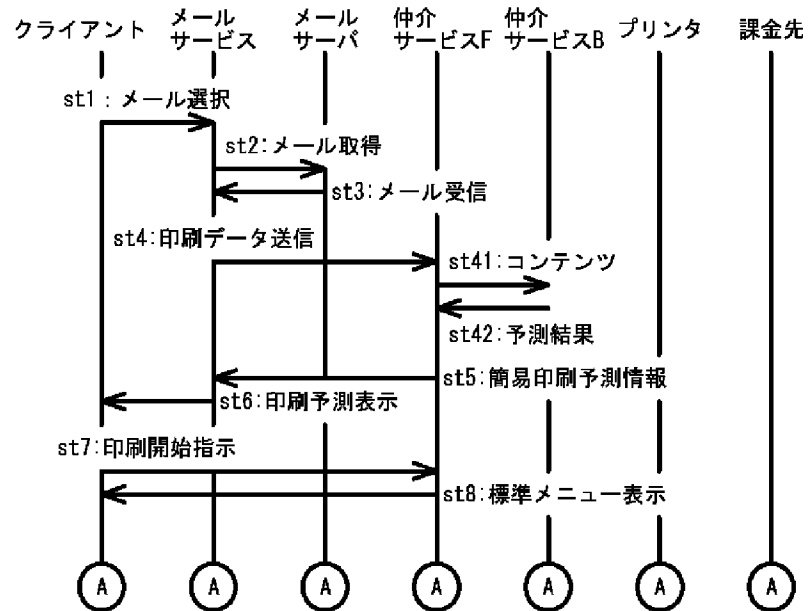 クライアント
メール
サービス
メール
サーバ
仲介
サービスF
仲介
サービスB
プリンタ
課金先
st1：メール選択
st2:メール取得
st3:メール受信
st4:印刷データ送信
st41:コンテンツ
st42:予測結果
st5:簡易印刷予測情報
st6:印刷予測表示
st7:印刷開始指示
st8:標準メニュー表示
A A A A A A A